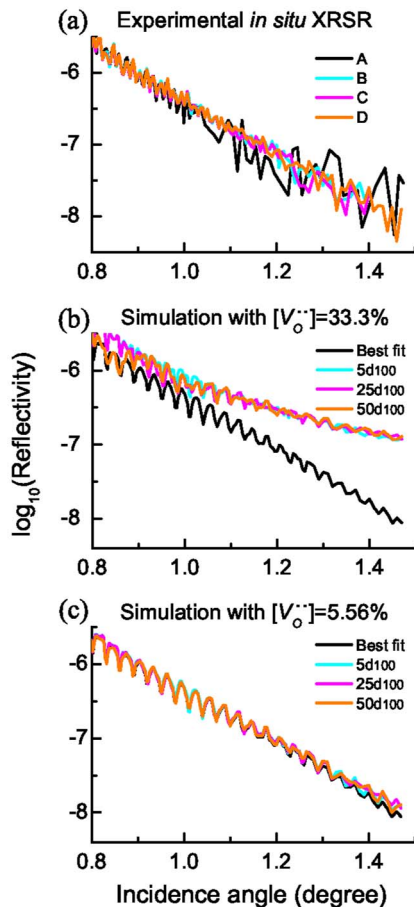 (a) Experimental in situ XRSR
A
B
C
D
-6
-7
-8
0.8 1.0 1.2 1.4
(b) Simulation with [V_O^{··}]=33.3%
Best fit
5d100
25d100
50d100
-6
-7
-8
log10(Reflectivity)
0.8 1.0 1.2 1.4
(c) Simulation with [V_O^{··}]=5.56%
Best fit
5d100
25d100
50d100
-6
-7
-8
0.8 1.0 1.2 1.4
Incidence angle (degree)